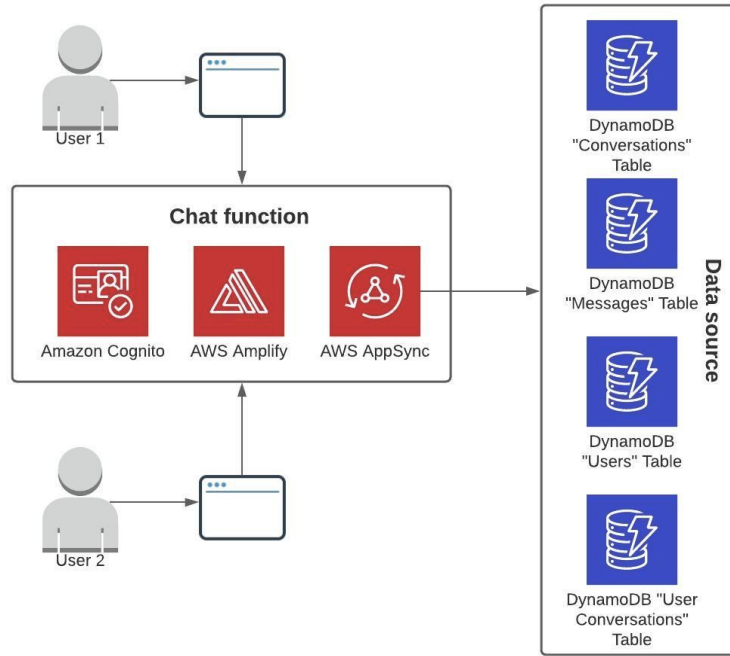 User 1
Chat function
Amazon Cognito
AWS Amplify
AWS AppSync
User 2
DynamoDB
"Conversations"
Table
DynamoDB
"Messages" Table
DynamoDB
"Users" Table
DynamoDB "User
Conversations"
Table
Data source